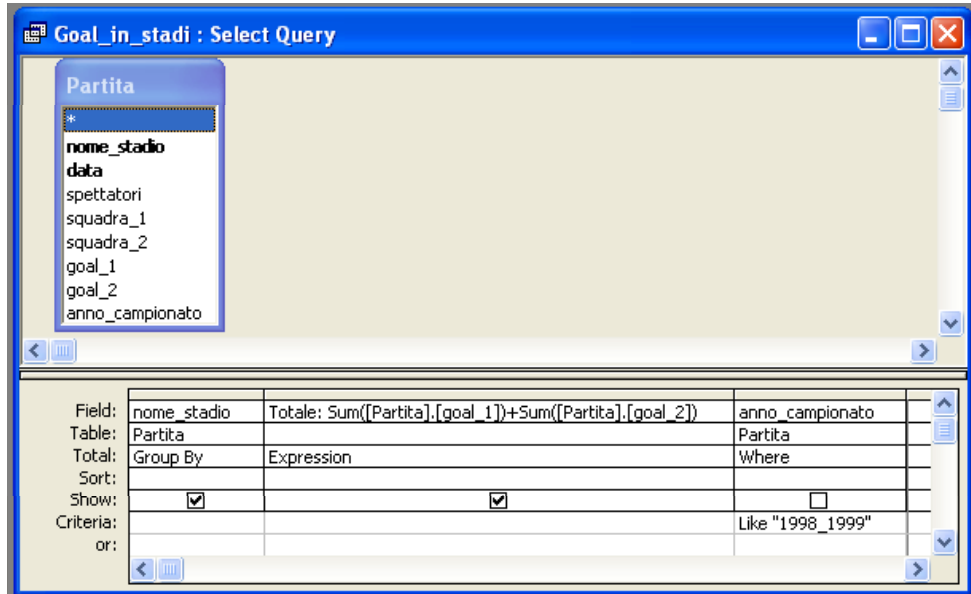 Goal_in_stadi : Select Query
Partita
*
nome_stadio
data
spettatori
squadra_1
squadra_2
goal_1
goal_2
anno_campionato
Field: nome_stadio Totale: Sum([Partita].[goal_1])+Sum([Partita].[goal_2]) anno_campionato
Table: Partita Partita
Total: Group By Expression Where
Sort:
Show:
Criteria: Like "1998_1999"
or: